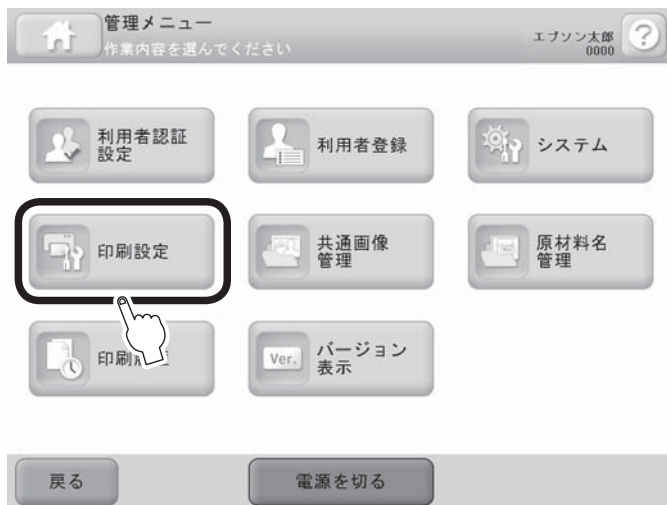 管理メニュー
作業内容を選んでください
エプソン太郎
0000
?
利用者認証
設定
利用者登録
システム
印刷設定
共通画像
管理
原材料名
管理
印刷
Ver.
バージョン
表示
戻る
電源を切る